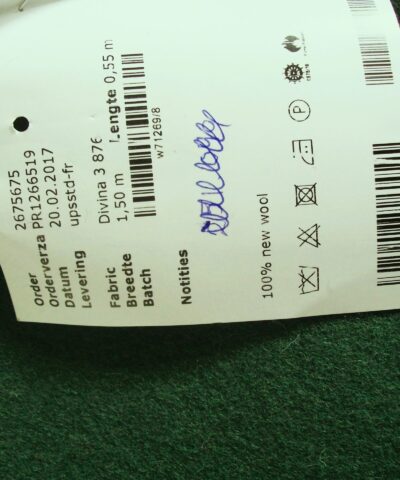 Order 2675675
Orderverza PR1266519
Datum 20.02.2017
Levering upsstd-fr
Fabric Divina 3 876 Lengte 0,55 m
Breedte 1,50 m
Batch
W71269/8
Notities
100% new wool
P